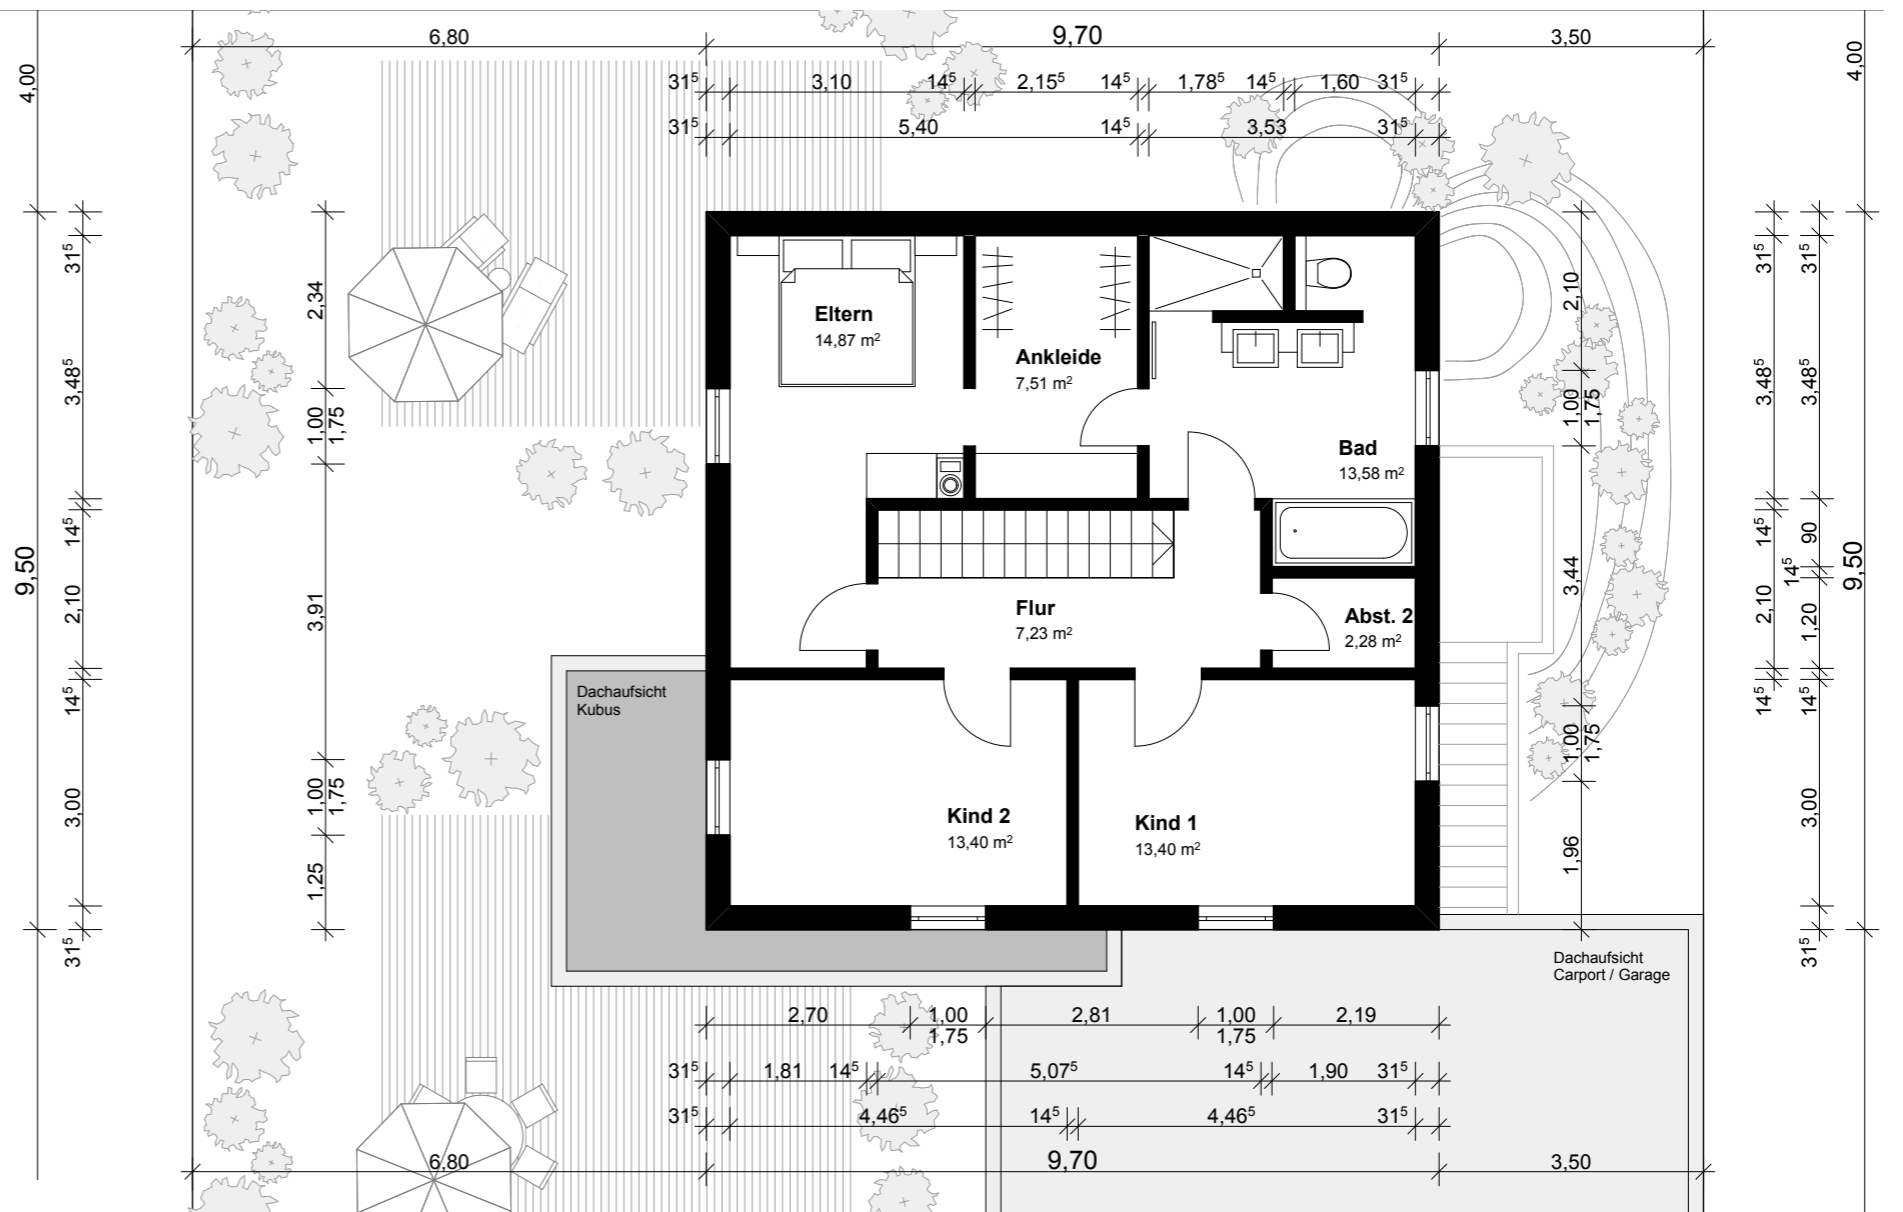 6,80 9,70 3,50
4,00 4,00
31⁵ 3,10 14⁵ 2,15⁵ 14⁵ 1,78⁵ 14⁵ 1,60 31⁵
31⁵ 5,40 14⁵ 3,53 31⁵
31⁵ 3,48⁵ 14⁵ 2,10 14⁵ 3,00 31⁵
9,50
2,34
1,00
1,75
3,91
1,00
1,75
1,25
Eltern
14,87 m²
Ankleide
7,51 m²
Bad
13,58 m²
Flur
7,23 m²
Abst. 2
2,28 m²
Dachaufsicht
Kubus
Kind 2
13,40 m²
Kind 1
13,40 m²
2,10
1,00
1,75
3,44
1,00
1,75
1,96
31⁵ 3,48⁵ 14⁵ 2,10 14⁵
31⁵ 3,48⁵ 90 14⁵ 1,20 14⁵ 3,00 31⁵
9,50
Dachaufsicht
Carport / Garage
2,70 1,00 2,81 1,00 2,19
1,75 1,75
31⁵ 1,81 14⁵ 5,07⁵ 14⁵ 1,90 31⁵
31⁵ 4,46⁵ 14⁵ 4,46⁵ 31⁵
6,80 9,70 3,50